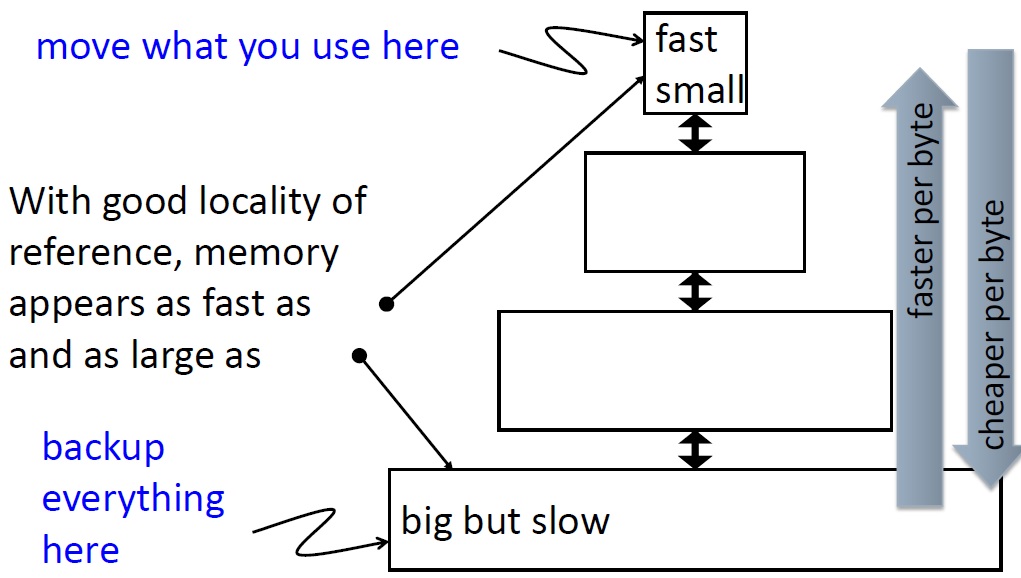 move what you use here
fast
small
With good locality of
reference, memory
appears as fast as
and as large as
backup
everything
here
big but slow
faster per byte
cheaper per byte